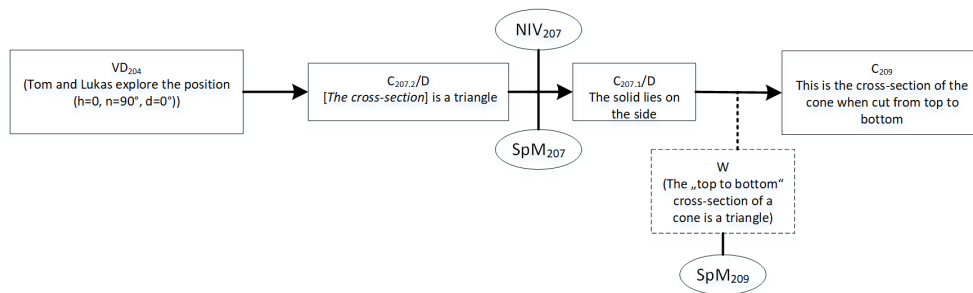 VD204
(Tom and Lukas explore the position
(h=0, n=90°, d=0°))
C207.2/D
[The cross-section] is a triangle
NIV207
SpM207
C207.1/D
The solid lies on
the side
C209
This is the cross-section of the
cone when cut from top to
bottom
W
(The „top to bottom“
cross-section of a
cone is a triangle)
SpM209